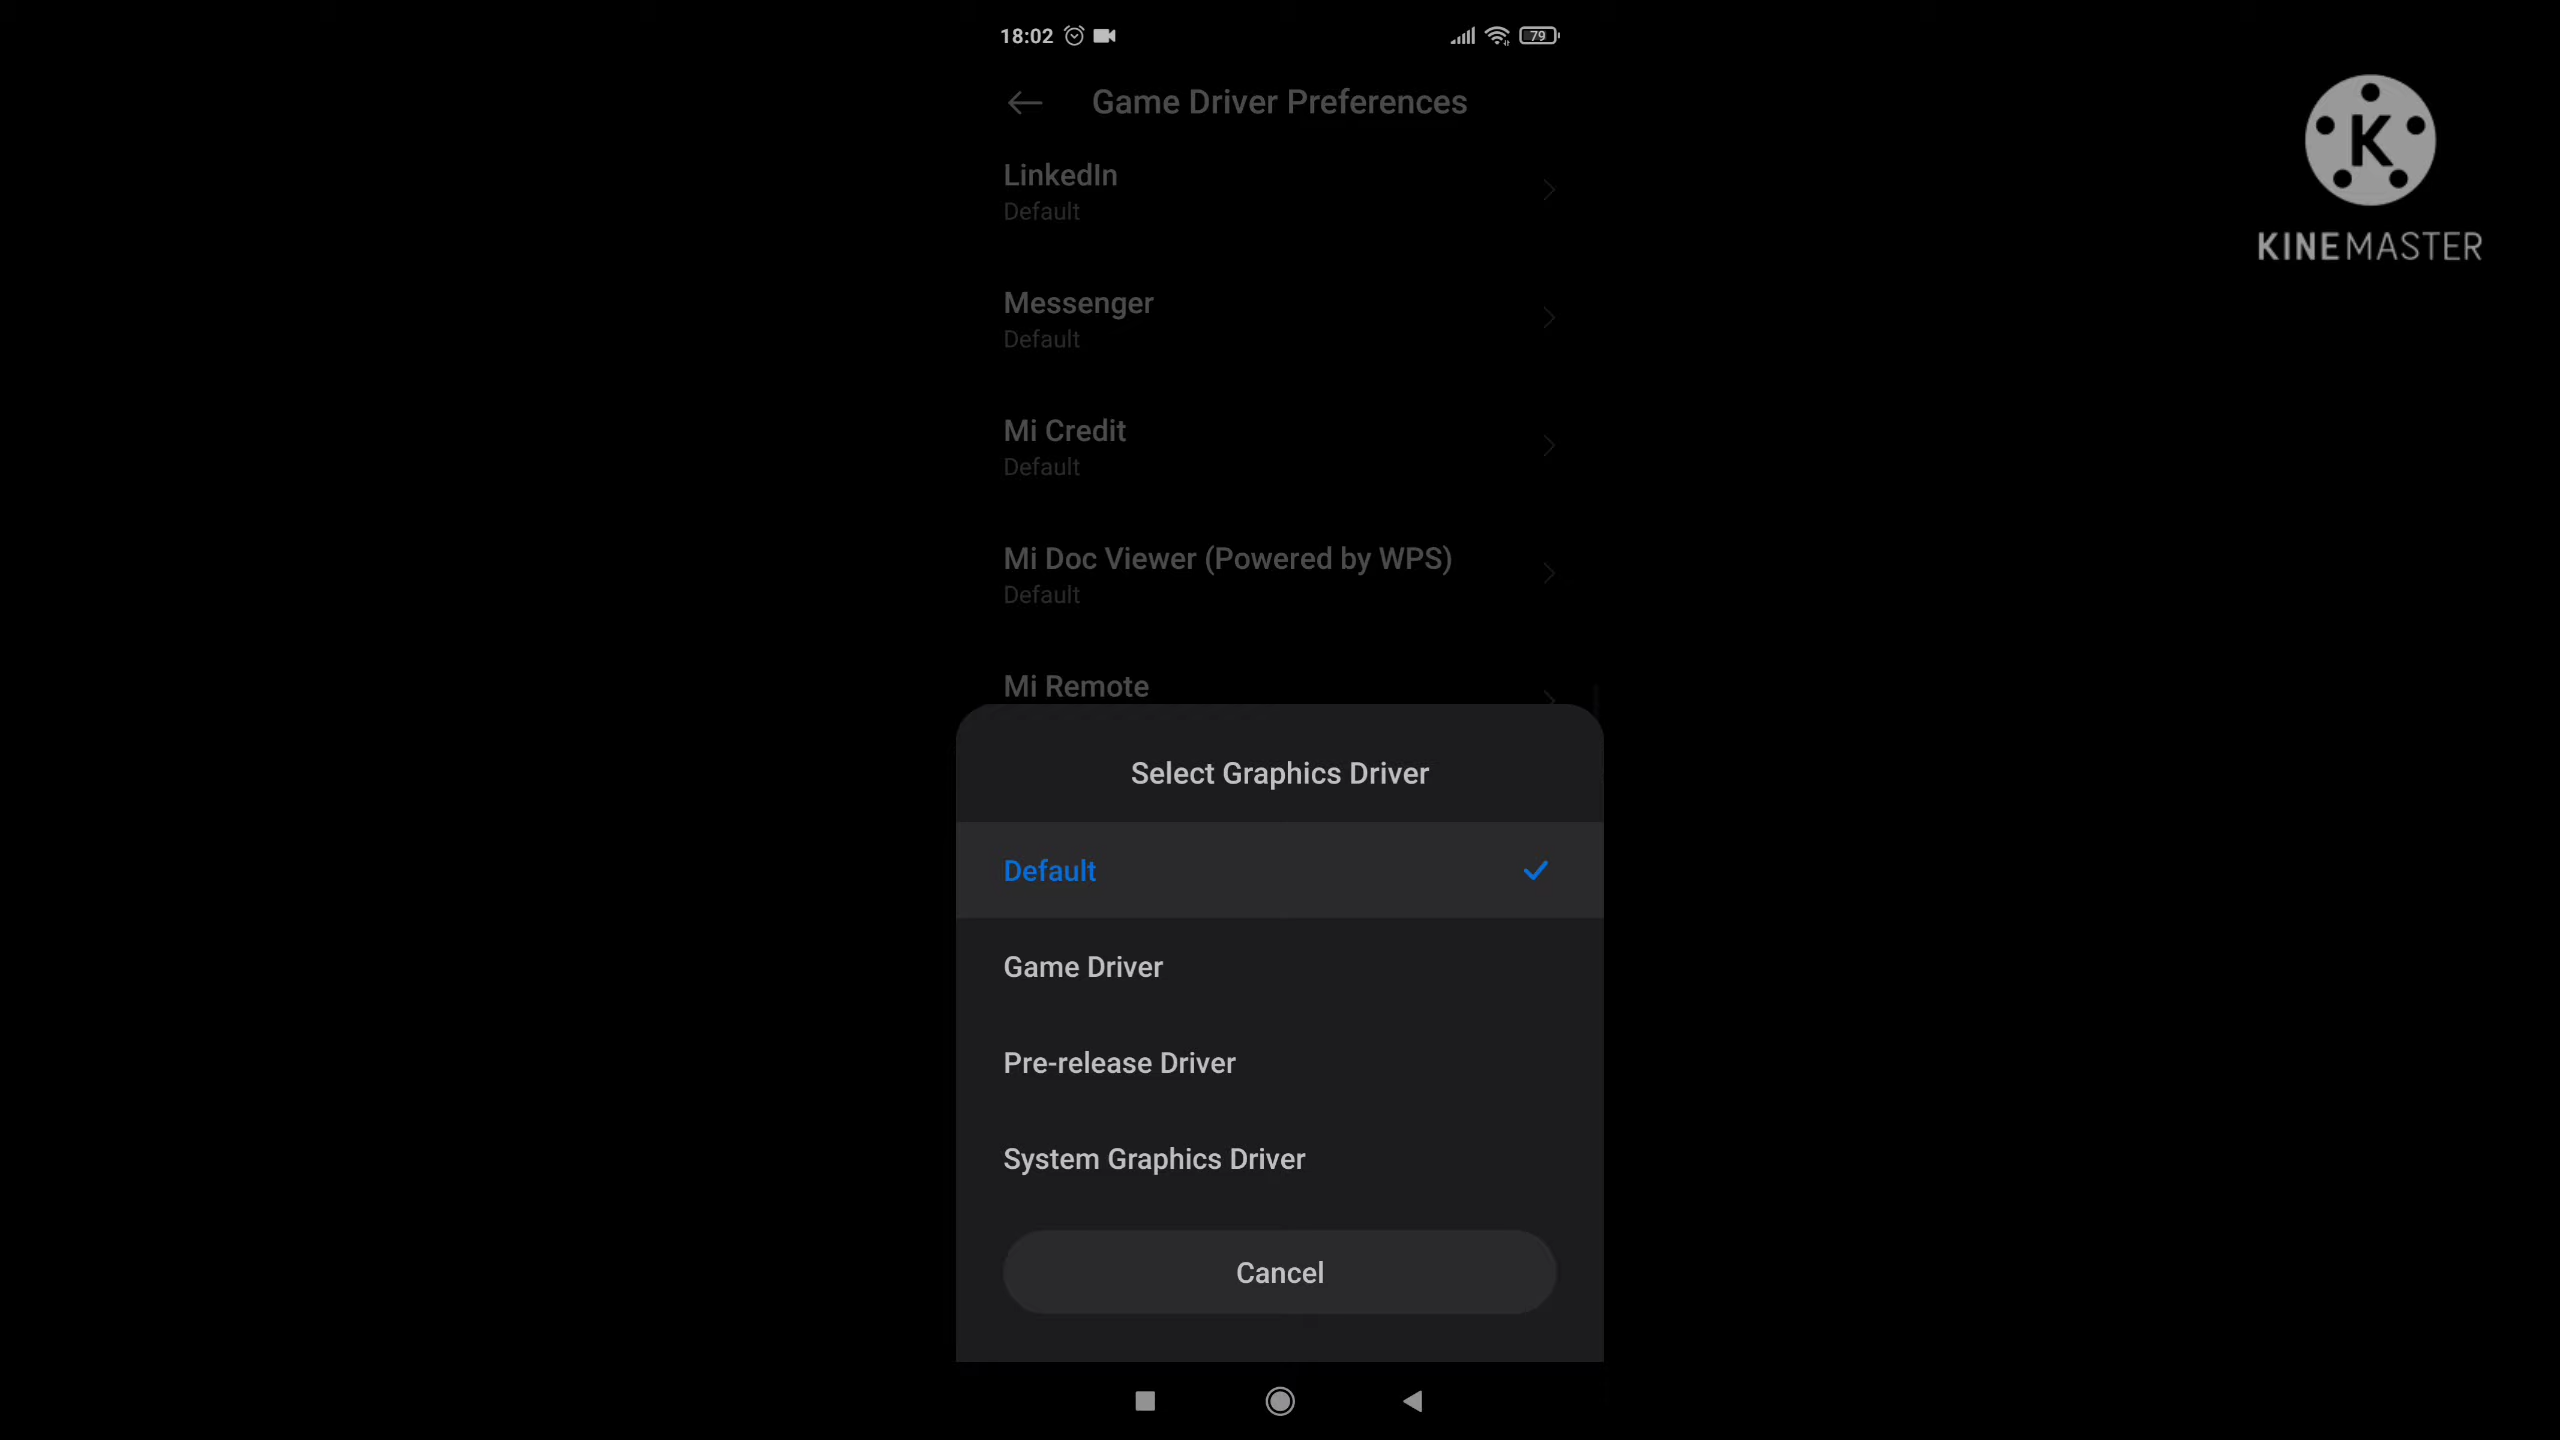 18:02
79
Game Driver Preferences
LinkedIn
Default
Messenger
Default
Mi Credit
Default
Mi Doc Viewer (Powered by WPS)
Default
Mi Remote
Select Graphics Driver
Default
Game Driver
Pre-release Driver
System Graphics Driver
Cancel
K
KINEMASTER